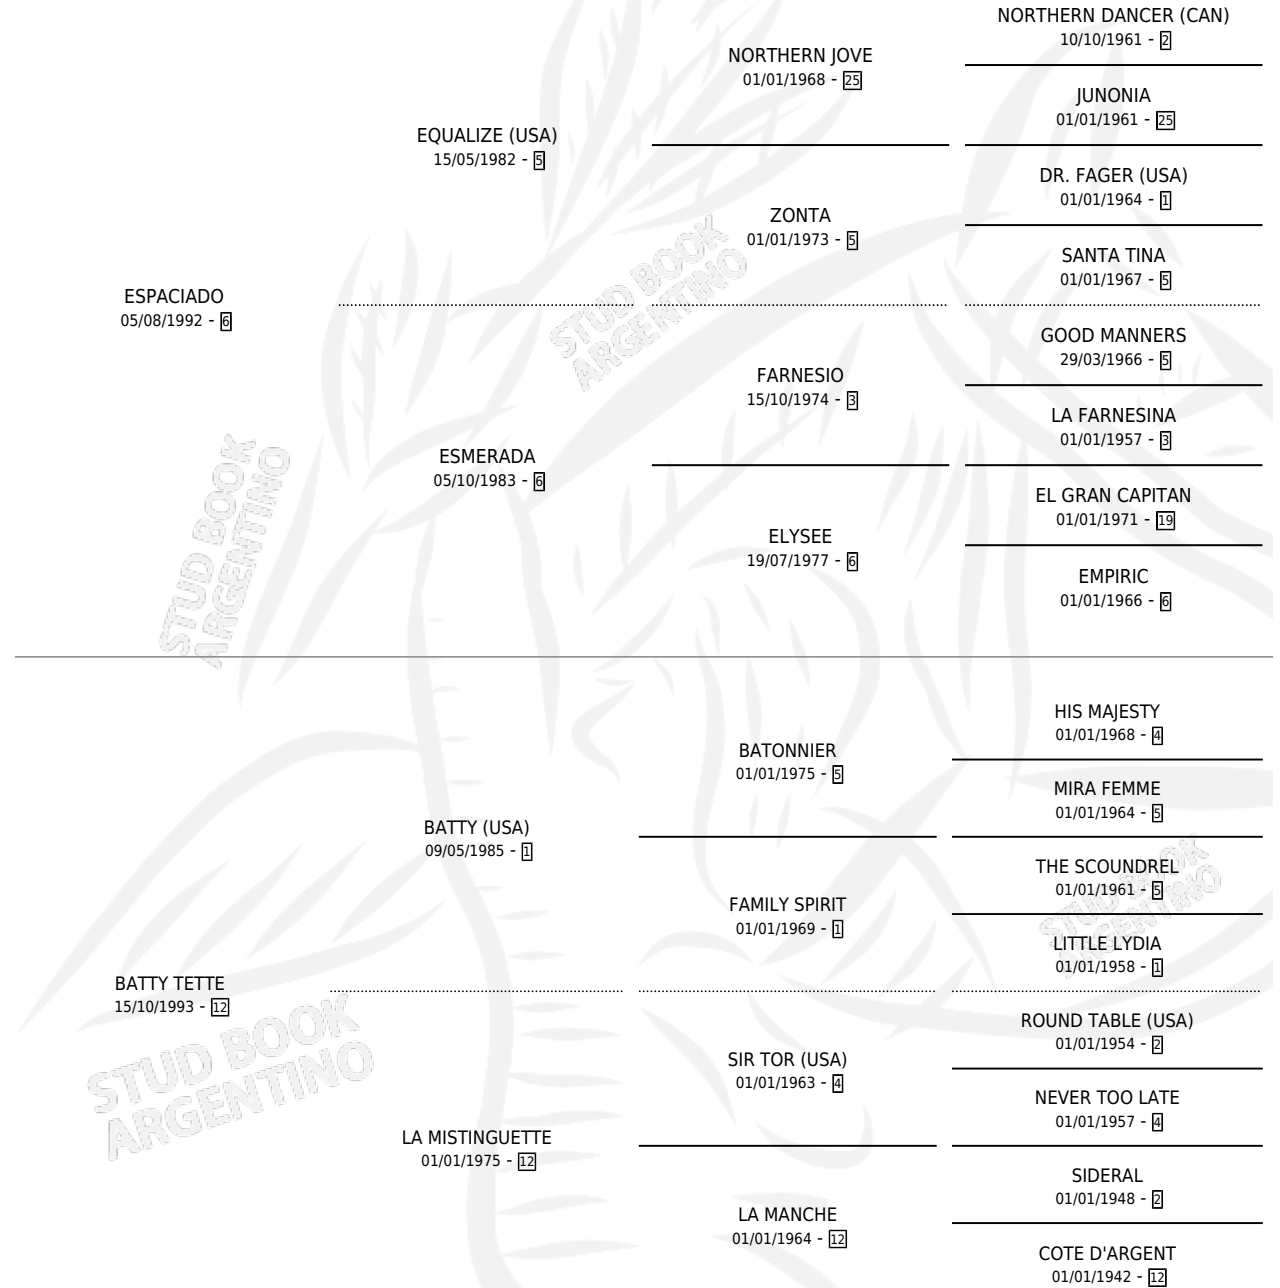 NORTHERN DANCER (CAN)
10/10/1961 - 2
NORTHERN JOVE
01/01/1968 - 25
JUNONIA
01/01/1961 - 25
EQUALIZE (USA)
15/05/1982 - 5
DR. FAGER (USA)
01/01/1964 - 1
ZONTA
01/01/1973 - 5
SANTA TINA
01/01/1967 - 5
ESPACIADO
05/08/1992 - 6
STUD BOOK
ARGENTINO
GOOD MANNERS
29/03/1966 - 5
FARNESIO
15/10/1974 - 3
LA FARNESINA
01/01/1957 - 3
ESMERADA
05/10/1983 - 6
EL GRAN CAPITAN
01/01/1971 - 19
ELYSEE
19/07/1977 - 6
EMPIRIC
01/01/1966 - 6
STUD BOOK
ARGENTINO
HIS MAJESTY
01/01/1968 - 4
BATONNIER
01/01/1975 - 5
MIRA FEMME
01/01/1964 - 5
BATTY (USA)
09/05/1985 - 1
THE SCOUNDREL
01/01/1961 - 5
FAMILY SPIRIT
01/01/1969 - 1
LITTLE LYDIA
01/01/1958 - 1
STUD BOOK
ARGENTINO
BATTY TETTE
15/10/1993 - 12
ROUND TABLE (USA)
01/01/1954 - 2
SIR TOR (USA)
01/01/1963 - 4
NEVER TOO LATE
01/01/1957 - 4
STUD BOOK
ARGENTINO
LA MISTINGUETTE
01/01/1975 - 12
SIDERAL
01/01/1948 - 2
LA MANCHE
01/01/1964 - 12
COTE D'ARGENT
01/01/1942 - 12